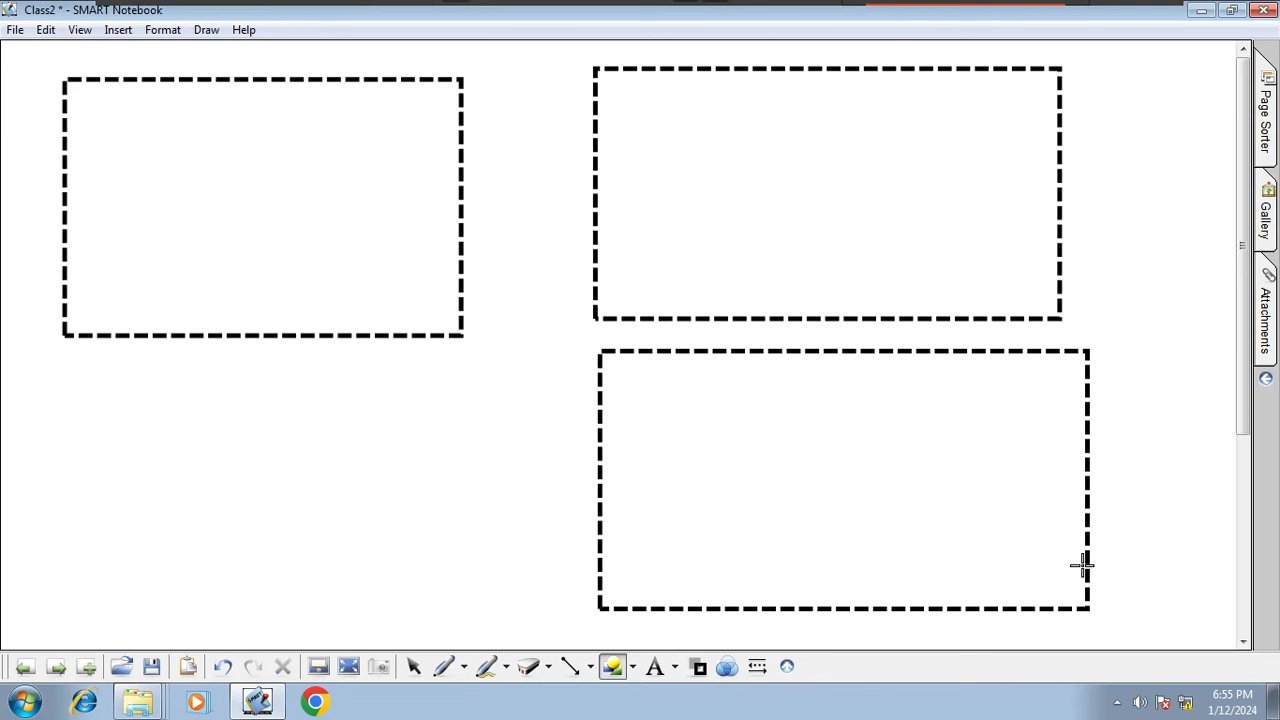 Class2 * - SMART Notebook
File Edit View Insert Format Draw Help
Page Sorter
Gallery
Attachments
A
6:55 PM
1/12/2024